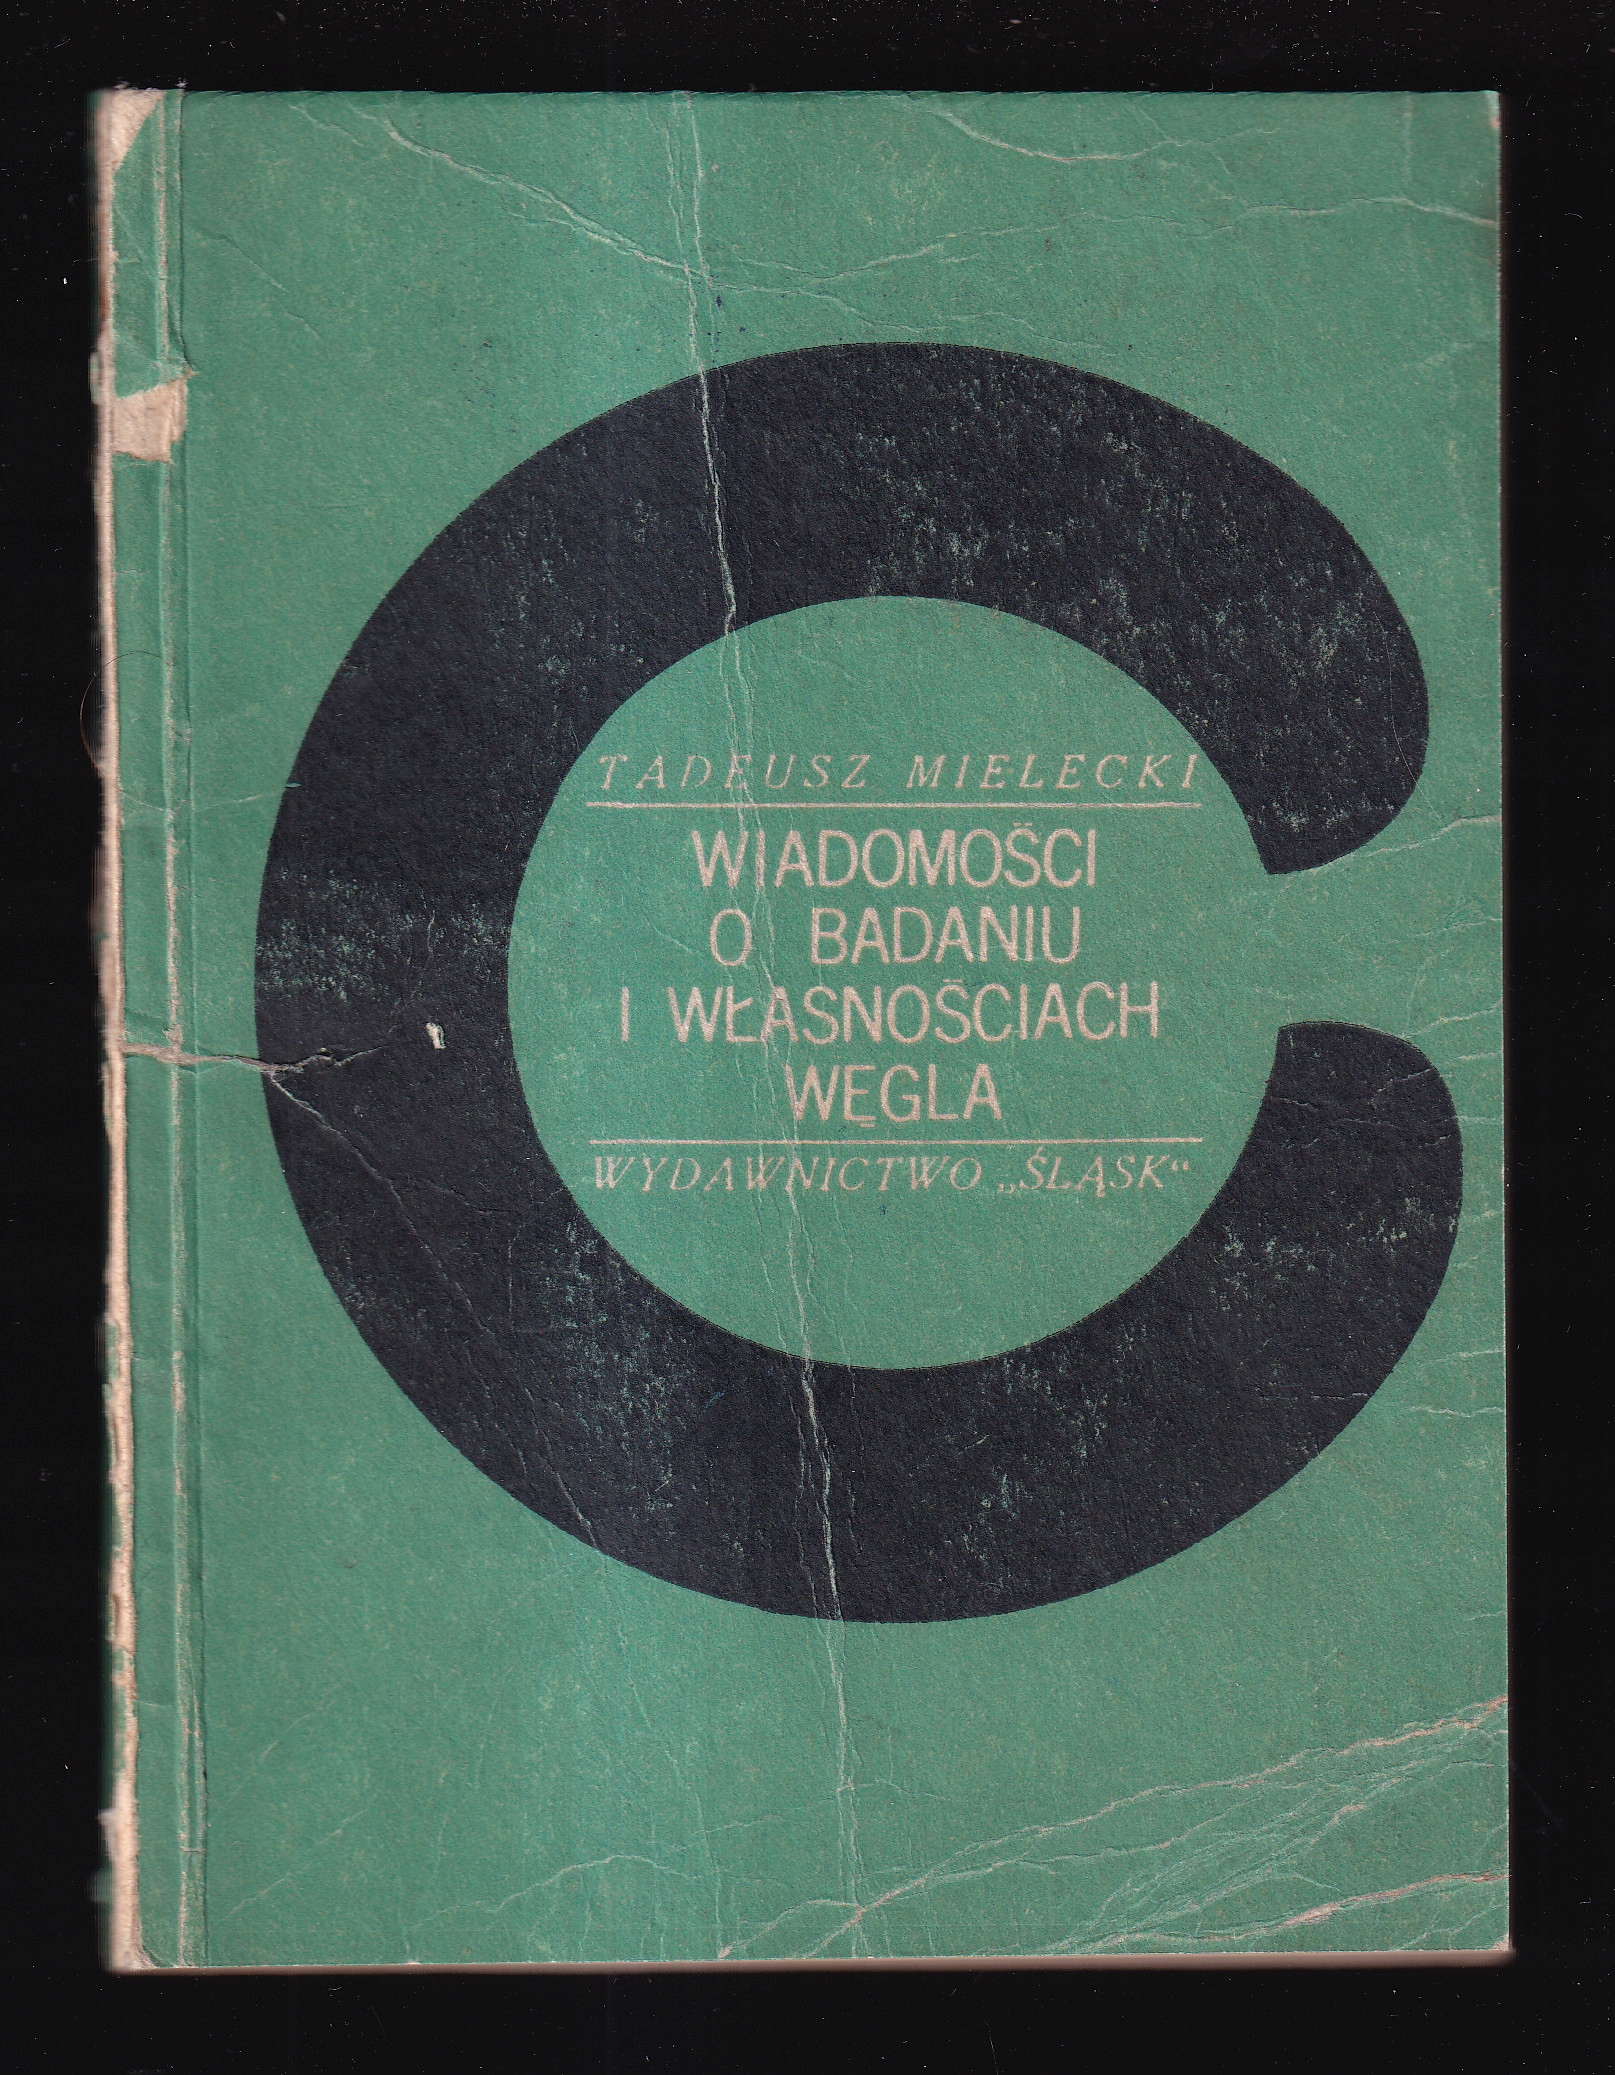 TADEUSZ MIELECKI
WIADOMOŚCI
O BADANIU
I WŁASNOŚCIACH
WĘGLA
WYDAWNICTWO „ŚLĄSK“